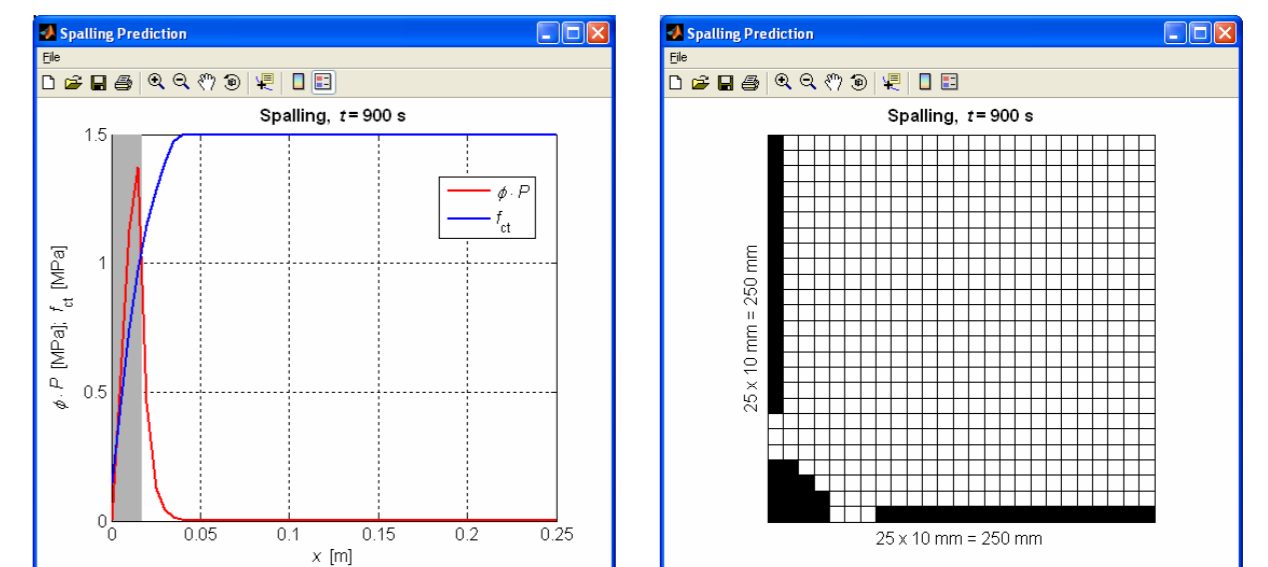 Spalling Prediction
File
Spalling, t = 900 s
1.5
1
0.5
0
ϕ · P [MPa]; f_ct [MPa]
ϕ · P
f_ct
0 0.05 0.1 0.15 0.2 0.25
x [m]
Spalling Prediction
File
Spalling, t = 900 s
25 x 10 mm = 250 mm
25 x 10 mm = 250 mm